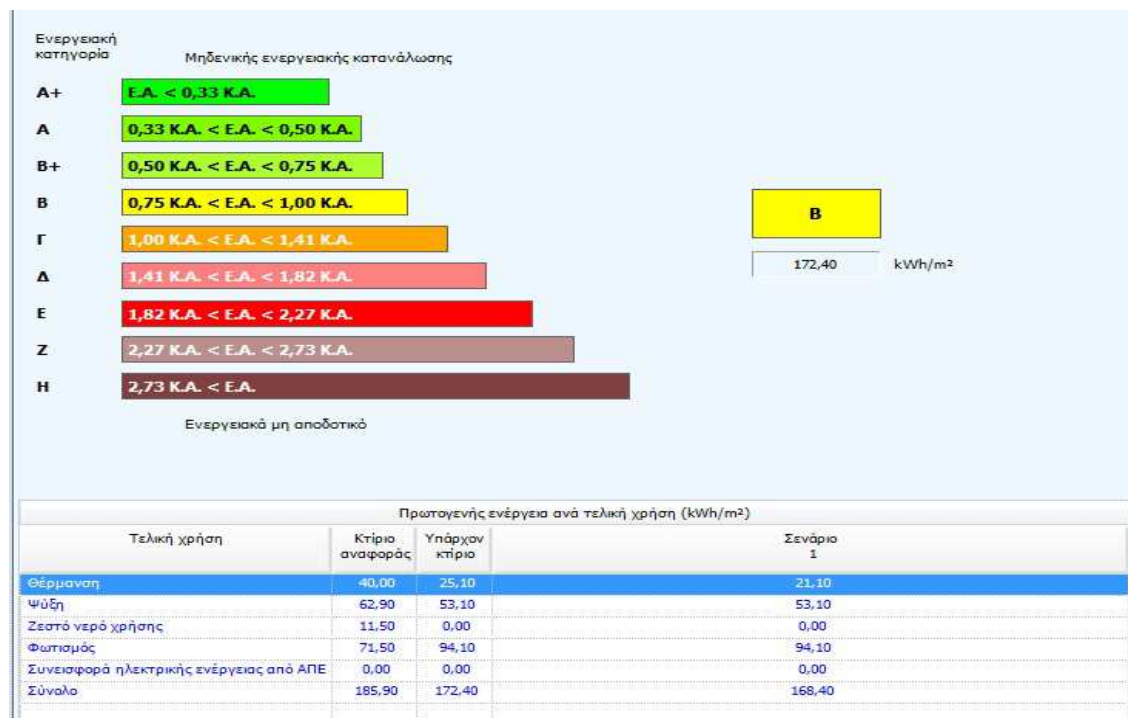 Ενεργειακή
κατηγορία
Μηδενικής ενεργειακής κατανάλωσης
A+ Ε.Α. < 0,33 Κ.Α.
A 0,33 Κ.Α. < Ε.Α. < 0,50 Κ.Α.
B+ 0,50 Κ.Α. < Ε.Α. < 0,75 Κ.Α.
B 0,75 Κ.Α. < Ε.Α. < 1,00 Κ.Α.
B
Γ 1,00 Κ.Α. < Ε.Α. < 1,41 Κ.Α.
Δ 1,41 Κ.Α. < Ε.Α. < 1,82 Κ.Α.
172,40 kWh/m²
E 1,82 Κ.Α. < Ε.Α. < 2,27 Κ.Α.
Z 2,27 Κ.Α. < Ε.Α. < 2,73 Κ.Α.
H 2,73 Κ.Α. < Ε.Α.
Ενεργειακά μη αποδοτικό
Πρωτογενής ενέργεια ανά τελική χρήση (kWh/m²)
Τελική χρήση Κτίριο αναφοράς Υπάρχον κτίριο Σενάριο 1
Θέρμανση 40,00 25,10 21,10
Ψύξη 62,90 53,10 53,10
Ζεστό νερό χρήσης 11,50 0,00 0,00
Φωτισμός 71,50 94,10 94,10
Συνεισφορά ηλεκτρικής ενέργειας από ΑΠΕ 0,00 0,00 0,00
Σύνολο 185,90 172,40 168,40